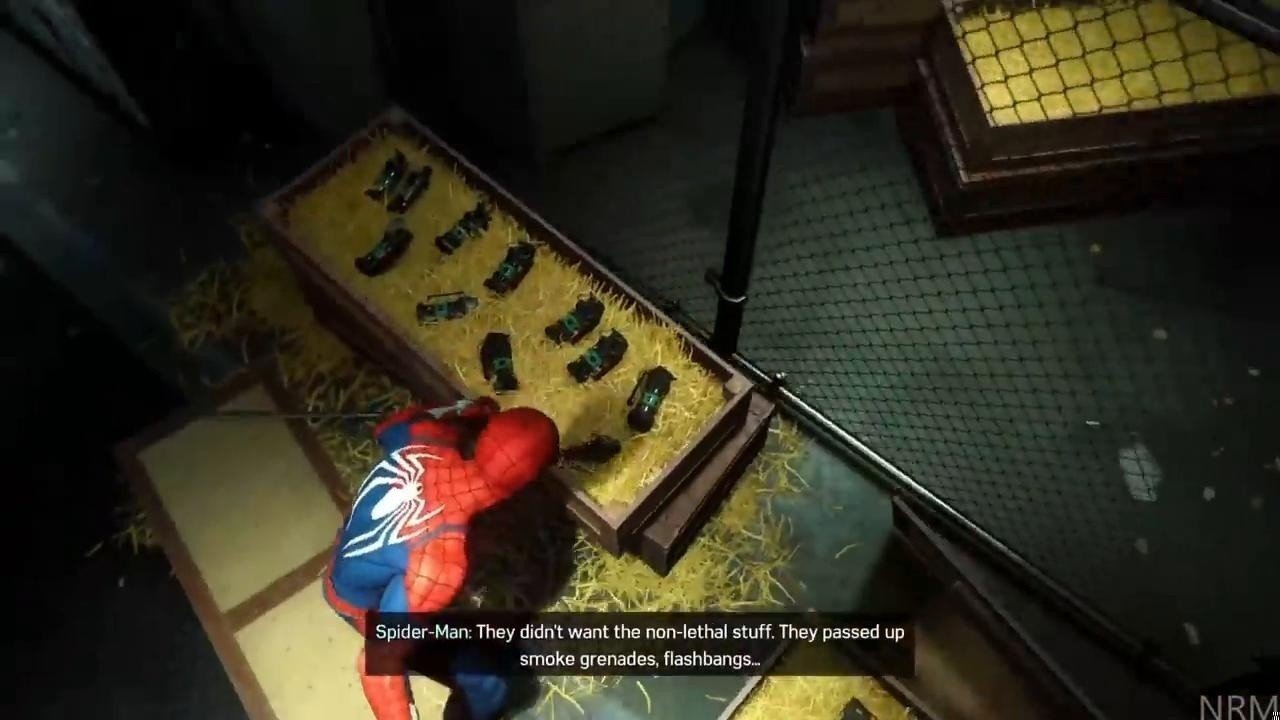 Spider-Man: They didn't want the non-lethal stuff. They passed up
smoke grenades, flashbangs...
NRM